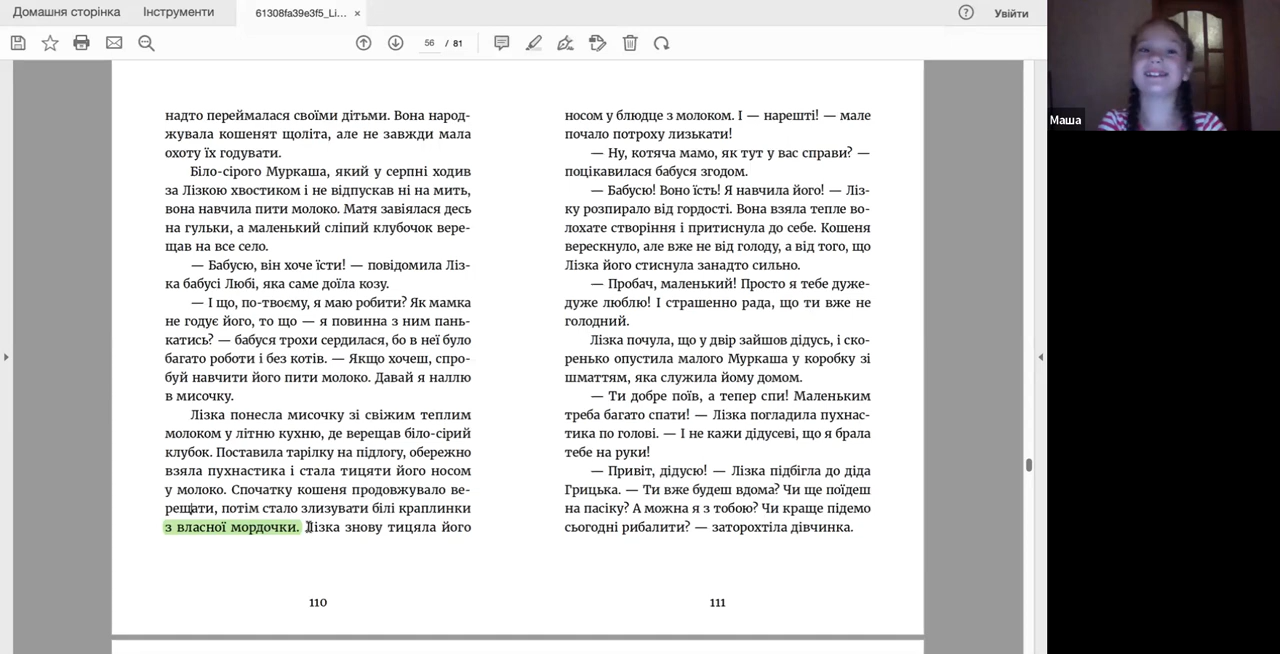 Домашня сторінка
Інструменти
61308fa39e3f5_Li...
×
?
Увійти
56 / 81
надто переймалася своїми дітьми. Вона народ-
жувала кошенят щоліта, але не завжди мала
охоту їх годувати.
Біло-сірого Муркаша, який у серпні ходив
за Лізкою хвостиком і не відпускав ні на мить,
вона навчила пити молоко. Матя завіялася десь
на гульки, а маленький сліпий клубочок вере-
щав на все село.
— Бабусю, він хоче їсти! — повідомила Ліз-
ка бабусі Любі, яка саме доїла козу.
— І що, по-твоєму, я маю робити? Як мамка
не годує його, то що — я повинна з ним пань-
катись? — бабуся трохи сердилася, бо в неї було
багато роботи і без котів. — Якщо хочеш, спро-
буй навчити його пити молоко. Давай я наллю
в мисочку.
Лізка понесла мисочку зі свіжим теплим
молоком у літню кухню, де верещав біло-сірий
клубок. Поставила тарілку на підлогу, обережно
взяла пухнастика і стала тицяти його носом
у молоко. Спочатку кошеня продовжувало ве-
рещати, потім стало злизувати білі краплинки
з власної мордочки. Лізка знову тицяла його
110
носом у блюдце з молоком. І — нарешті! — мале
почало потроху лизькати!
— Ну, котяча мамо, як тут у вас справи? —
поцікавилася бабуся згодом.
— Бабусю! Воно їсть! Я навчила його! — Ліз-
ку розпирало від гордості. Вона взяла тепле во-
лохате створіння і притиснула до себе. Кошеня
верескнуло, але вже не від голоду, а від того, що
Лізка його стиснула занадто сильно.
— Пробач, маленький! Просто я тебе дуже-
дуже люблю! І страшенно рада, що ти вже не
голодний.
Лізка почула, що у двір зайшов дідусь, і ско-
ренько опустила малого Муркаша у коробку зі
шматтям, яка служила йому домом.
— Ти добре поїв, а тепер спи! Маленьким
треба багато спати! — Лізка погладила пухнас-
тика по голові. — І не кажи дідусеві, що я брала
тебе на руки!
— Привіт, дідусю! — Лізка підбігла до діда
Грицька. — Ти вже будеш вдома? Чи ще поїдеш
на пасіку? А можна я з тобою? Чи краще підемо
сьогодні рибалити? — заторохтіла дівчинка.
111
Маша